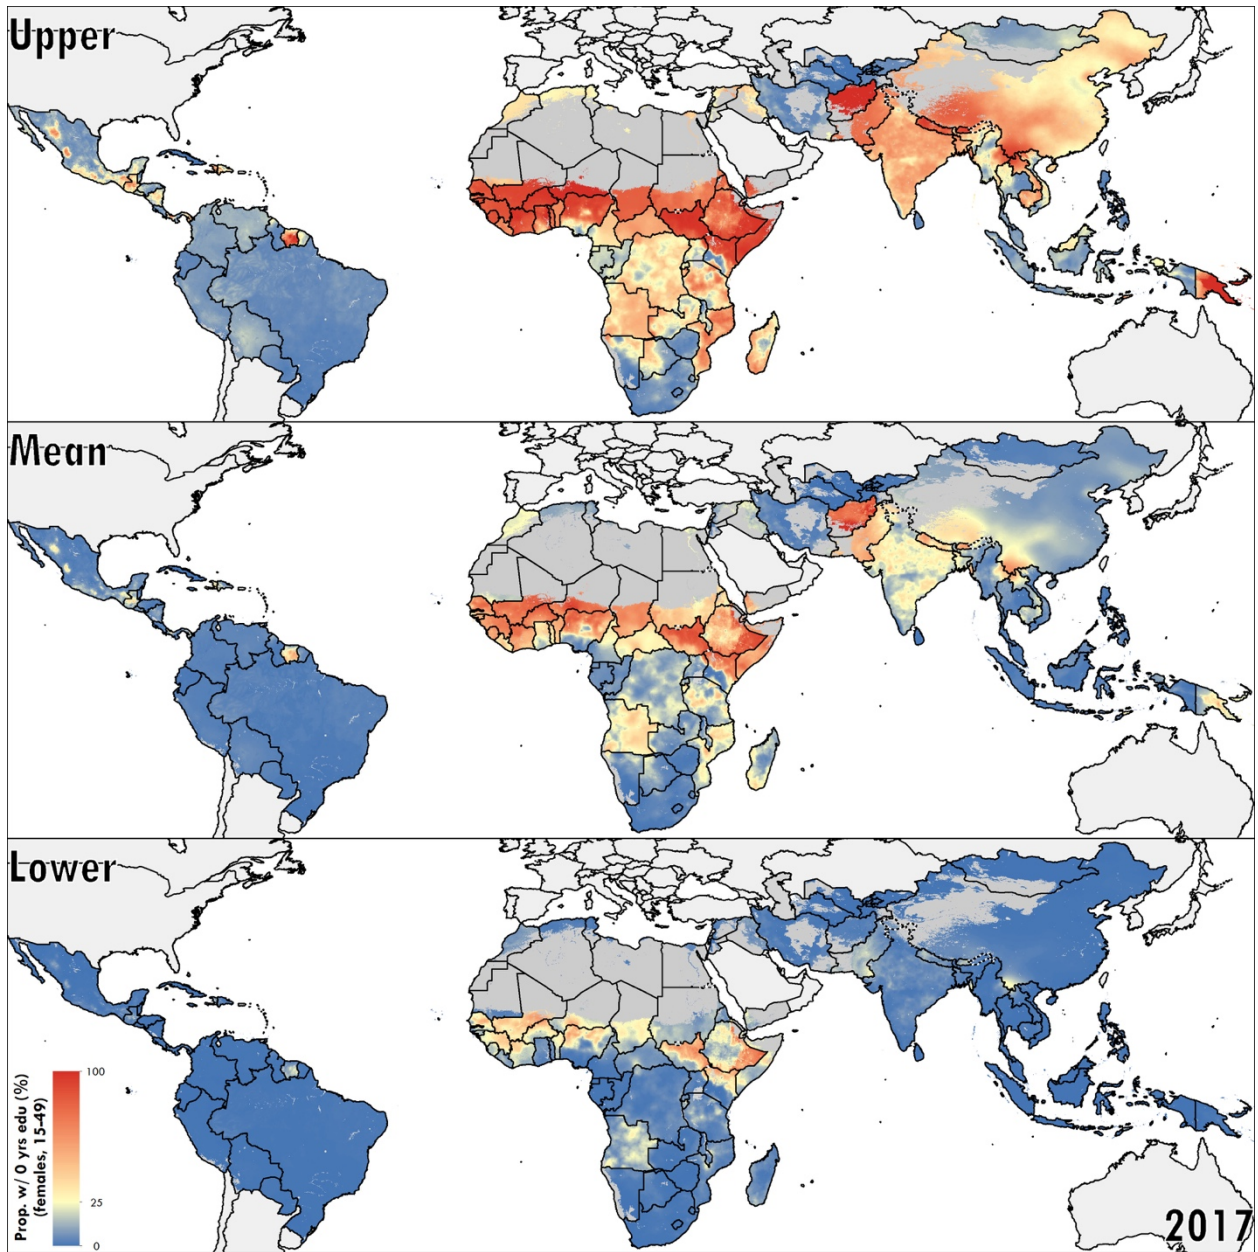 Upper
Mean
Lower
Prop. w/ 0 yrs edu (%)
(females, 15-49)
100
25
0
2017